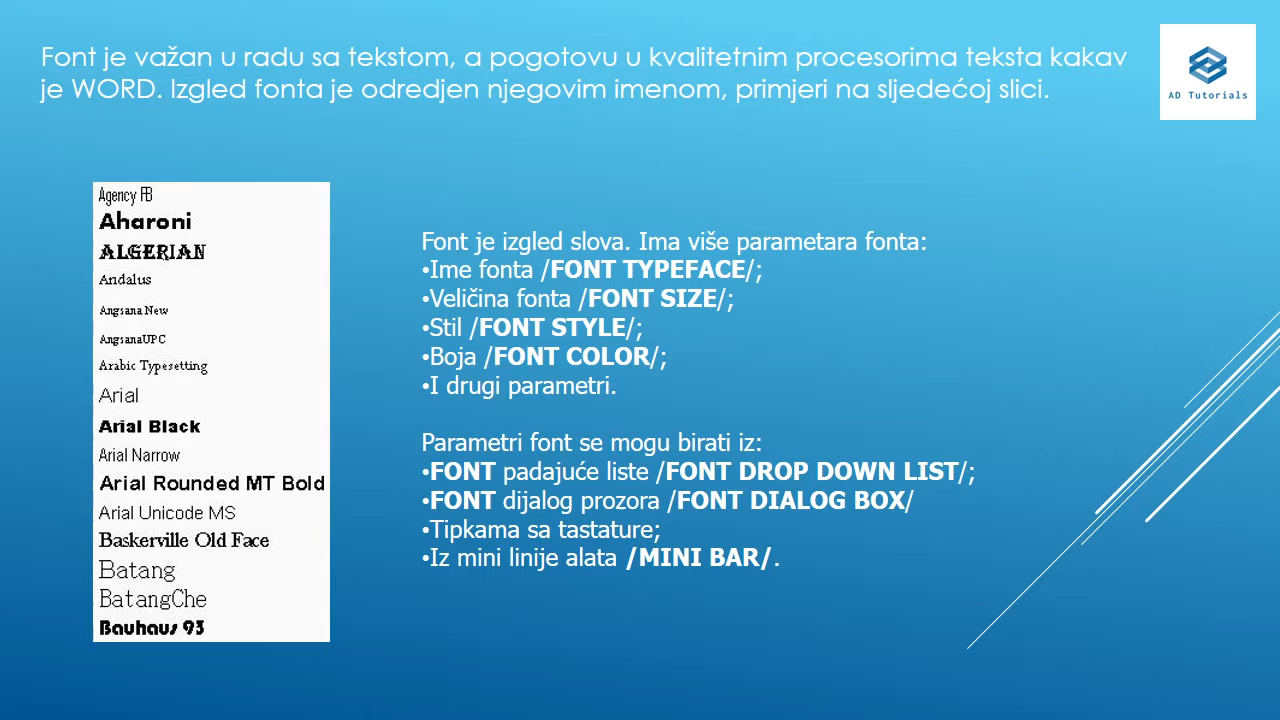 Font je važan u radu sa tekstom, a pogotovu u kvalitetnim procesorima teksta kakav
je WORD. Izgled fonta je odredjen njegovim imenom, primjeri na sljedećoj slici.
AD Tutorials
Agency FB
Aharoni
ALGERIAN
Andalus
Angsana New
AngsanaUPC
Arabic Typesetting
Arial
Arial Black
Arial Narrow
Arial Rounded MT Bold
Arial Unicode MS
Baskerville Old Face
Batang
BatangChe
Bauhaus 93
Font je izgled slova. Ima više parametara fonta:
•Ime fonta /FONT TYPEFACE/;
•Veličina fonta /FONT SIZE/;
•Stil /FONT STYLE/;
•Boja /FONT COLOR/;
•I drugi parametri.
Parametri font se mogu birati iz:
•FONT padajuće liste /FONT DROP DOWN LIST/;
•FONT dijalog prozora /FONT DIALOG BOX/
•Tipkama sa tastature;
•Iz mini linije alata /MINI BAR/.